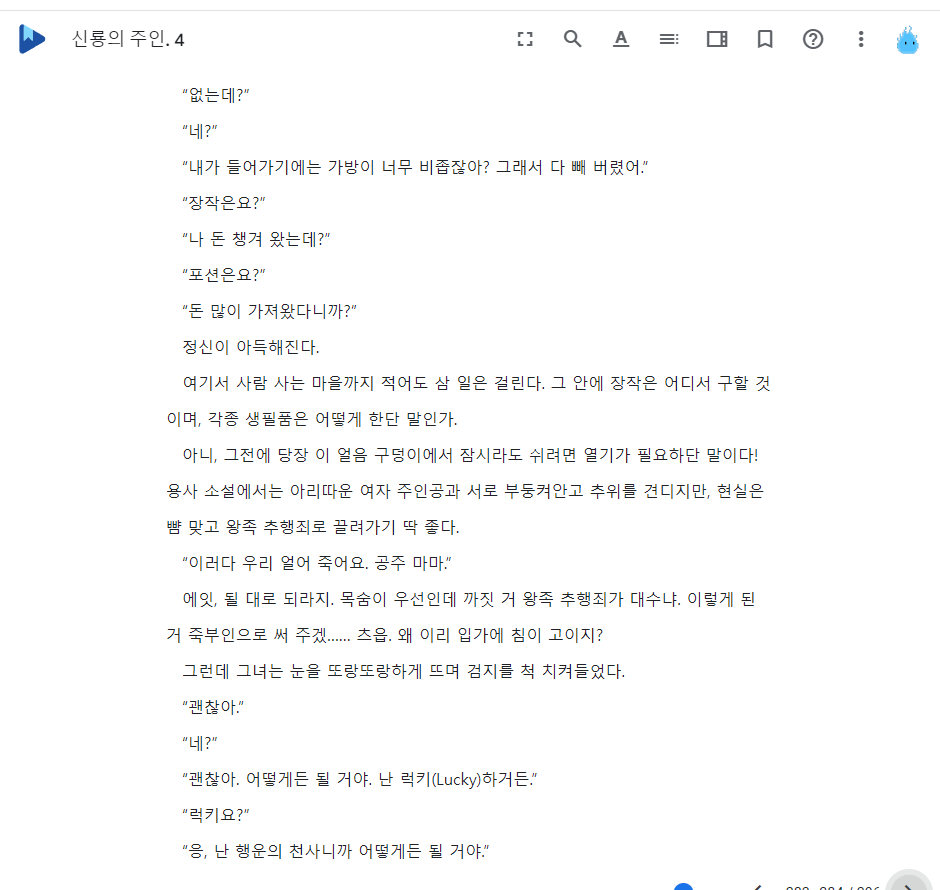 신룡의 주인. 4
“없는데?”
“네?”
“내가 들어가기에는 가방이 너무 비좁잖아? 그래서 다 빼 버렸어.”
“장작은요?”
“나 돈 챙겨 왔는데?”
“포션은요?”
“돈 많이 가져왔다니까?”
정신이 아득해진다.
여기서 사람 사는 마을까지 적어도 삼 일은 걸린다. 그 안에 장작은 어디서 구할 것
이며, 각종 생필품은 어떻게 한단 말인가.
아니, 그전에 당장 이 얼음 구덩이에서 잠시라도 쉬려면 열기가 필요하단 말이다!
용사 소설에서는 아리따운 여자 주인공과 서로 부둥켜안고 추위를 견디지만, 현실은
뺨 맞고 왕족 추행죄로 끌려가기 딱 좋다.
“이러다 우리 얼어 죽어요. 공주 마마.”
에잇, 될 대로 되라지. 목숨이 우선인데 까짓 거 왕족 추행죄가 대수냐. 이렇게 된
거 죽부인으로 써 주겠…… 츠읍. 왜 이리 입가에 침이 고이지?
그런데 그녀는 눈을 또랑또랑하게 뜨며 검지를 척 치켜들었다.
“괜찮아.”
“네?”
“괜찮아. 어떻게든 될 거야. 난 럭키(Lucky)하거든.”
“럭키요?”
“응, 난 행운의 천사니까 어떻게든 될 거야.”